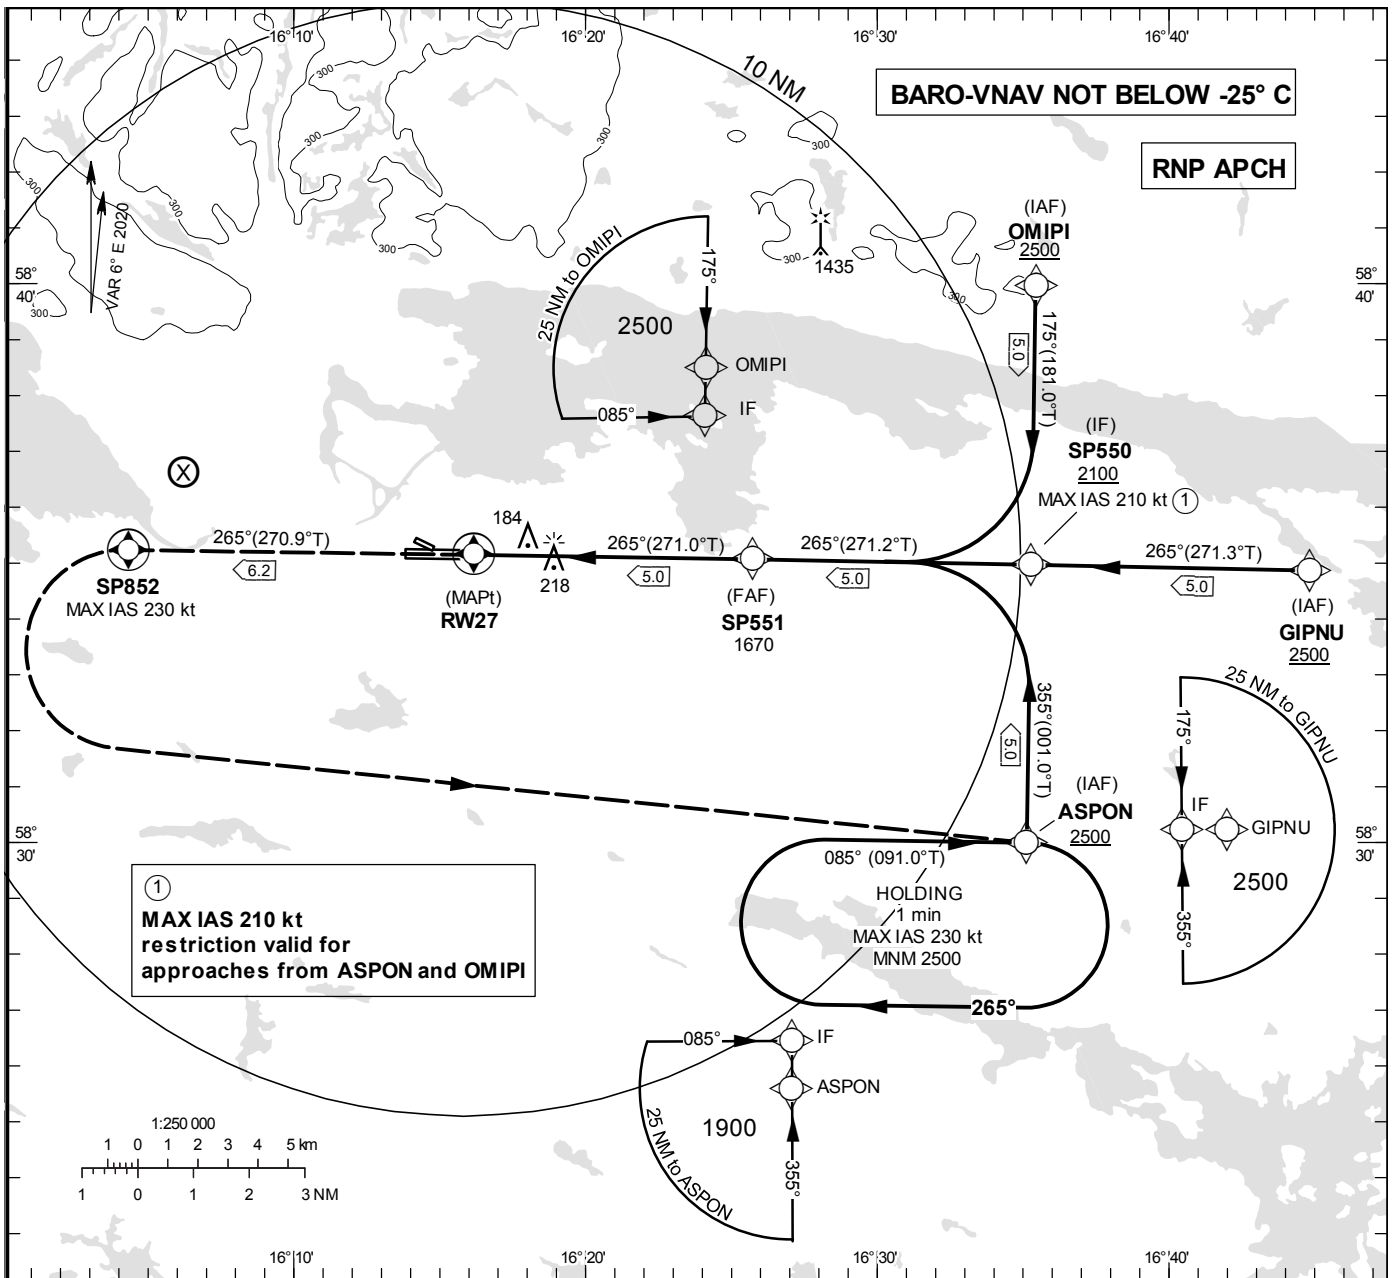 16°10'
16°20'
16°30'
16°40'
10 NM
BARO-VNAV NOT BELOW -25° C
RNP APCH
300
300
300
300
300
300
300
300
300
300
300
VAR 6° E 2020
58°
40'
58°
40'
1435
(IAF)
OMIPI
2500
175°(181.0°T)
5.0
25 NM to OMIPI
175°
2500
OMIPI
085°
IF
(IF)
SP550
2100
MAX IAS 210 kt 1
X
184
218
265°(270.9°T)
6.2
265°(271.0°T)
5.0
265°(271.2°T)
5.0
265°(271.3°T)
5.0
SP852
MAX IAS 230 kt
(MAPt)
RW27
(FAF)
SP551
1670
(IAF)
GIPNU
2500
25 NM to GIPNU
175°
IF
GIPNU
2500
355°
355°(001.0°T)
5.0
(IAF)
ASPON
2500
58°
30'
58°
30'
085° (091.0°T)
HOLDING
1 min
MAX IAS 230 kt
MNM 2500
265°
1
MAX IAS 210 kt
restriction valid for
approaches from ASPON and OMIPI
085°
IF
ASPON
1900
25 NM to ASPON
355°
1:250 000
1 0 1 2 3 4 5 km
1 0 1 2 3 NM
16°10'
16°20'
16°30'
16°40'